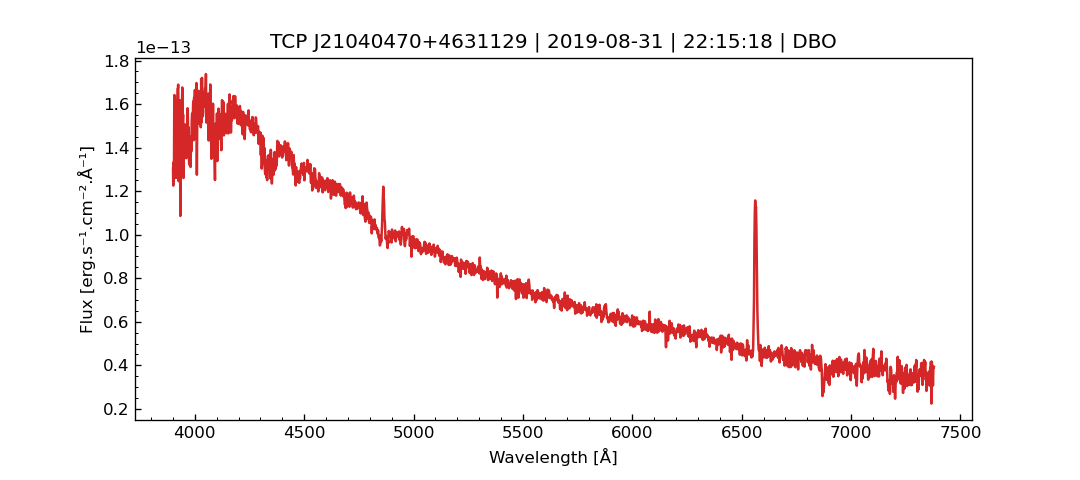 TCP J21040470+4631129 | 2019-08-31 | 22:15:18 | DBO
1e−13
1.8
1.6
1.4
1.2
1.0
0.8
0.6
0.4
0.2
Flux [erg.s⁻¹.cm⁻².Å⁻¹]
4000 4500 5000 5500 6000 6500 7000 7500
Wavelength [Å]